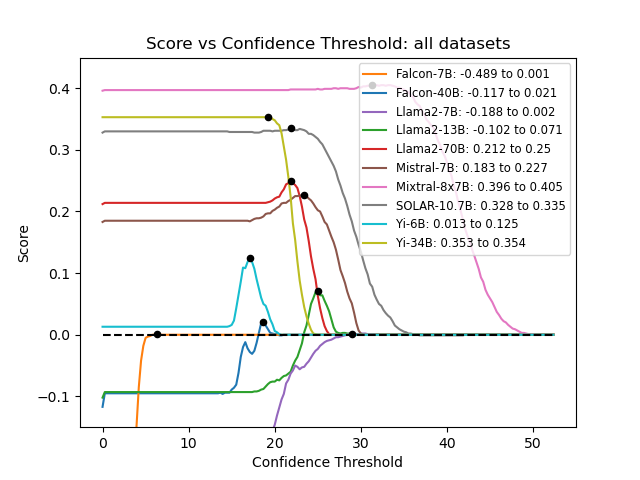 Score vs Confidence Threshold: all datasets
Score
0.4
0.3
0.2
0.1
0.0
−0.1
Falcon-7B: -0.489 to 0.001
Falcon-40B: -0.117 to 0.021
Llama2-7B: -0.188 to 0.002
Llama2-13B: -0.102 to 0.071
Llama2-70B: 0.212 to 0.25
Mistral-7B: 0.183 to 0.227
Mixtral-8x7B: 0.396 to 0.405
SOLAR-10.7B: 0.328 to 0.335
Yi-6B: 0.013 to 0.125
Yi-34B: 0.353 to 0.354
0 10 20 30 40 50
Confidence Threshold